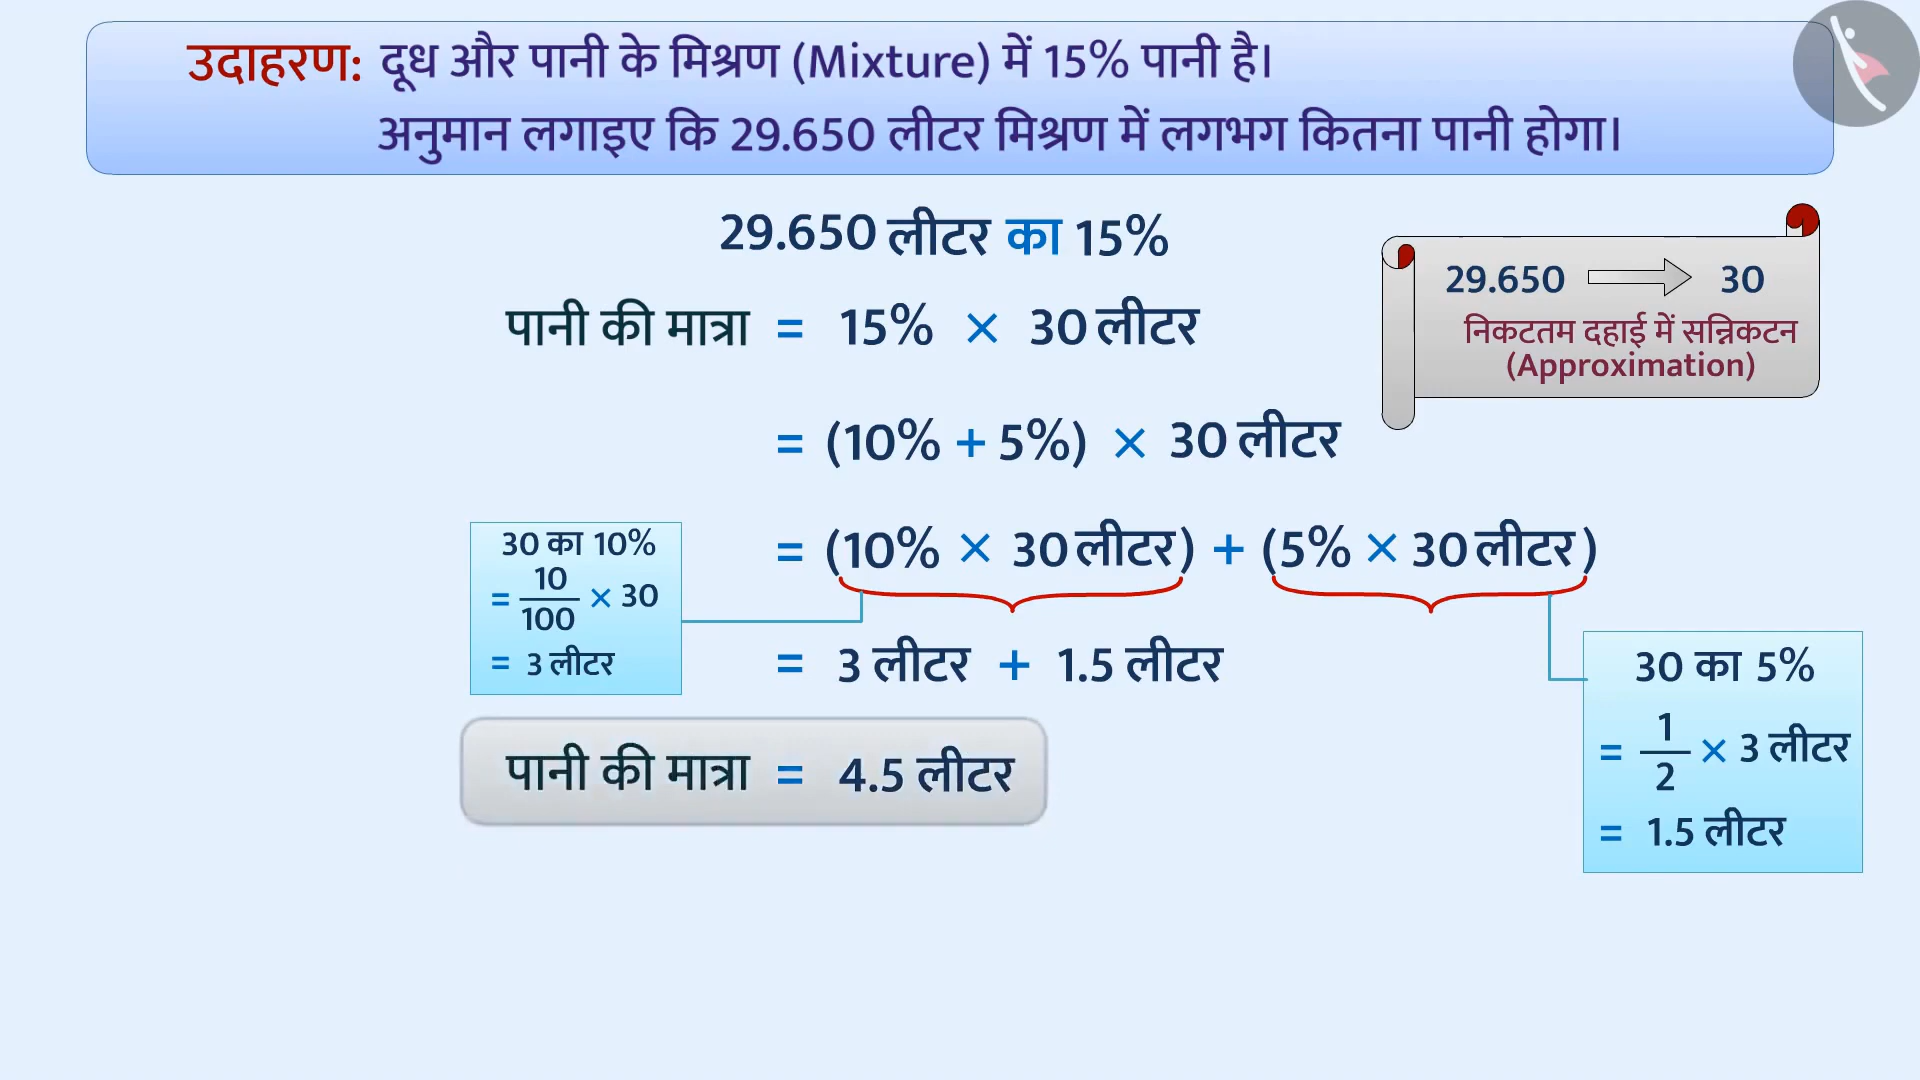 उदाहरण: दूध और पानी के मिश्रण (Mixture) में 15% पानी है।
अनुमान लगाइए कि 29.650 लीटर मिश्रण में लगभग कितना पानी होगा।
29.650 लीटर का 15%
29.650 → 30
निकटतम दहाई में सन्निकटन
(Approximation)
पानी की मात्रा = 15% × 30 लीटर
= (10% + 5%) × 30 लीटर
= (10% × 30 लीटर) + (5% × 30 लीटर)
30 का 10%
= 10/100 × 30
= 3 लीटर
= 3 लीटर + 1.5 लीटर
30 का 5%
= 1/2 × 3 लीटर
= 1.5 लीटर
पानी की मात्रा = 4.5 लीटर